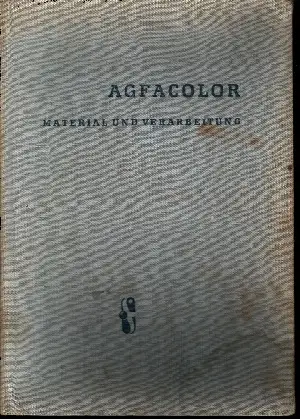 AGFACOLOR
MATERIAL UND VERARBEITUNG